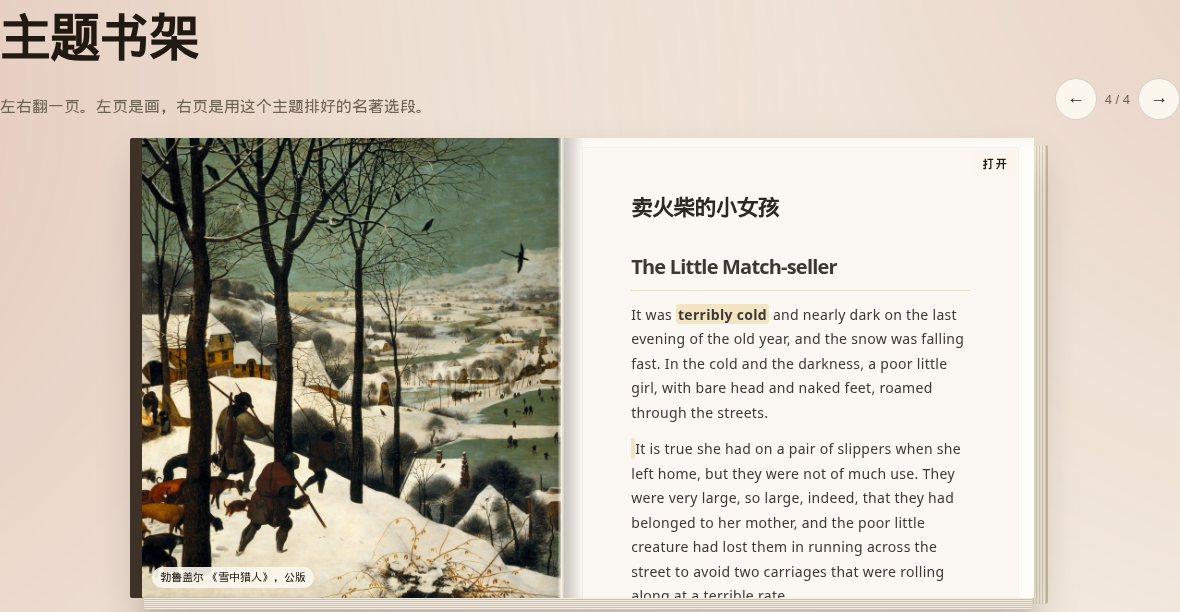 主题书架
左右翻一页。左页是画，右页是用这个主题排好的名著选段。
← 4 / 4 →
打开
卖火柴的小女孩
The Little Match-seller
It was terribly cold and nearly dark on the last
evening of the old year, and the snow was falling
fast. In the cold and the darkness, a poor little
girl, with bare head and naked feet, roamed
through the streets.
It is true she had on a pair of slippers when she
left home, but they were not of much use. They
were very large, so large, indeed, that they had
belonged to her mother, and the poor little
creature had lost them in running across the
street to avoid two carriages that were rolling
along at a terrible rate.
勃鲁盖尔 《雪中猎人》，公版